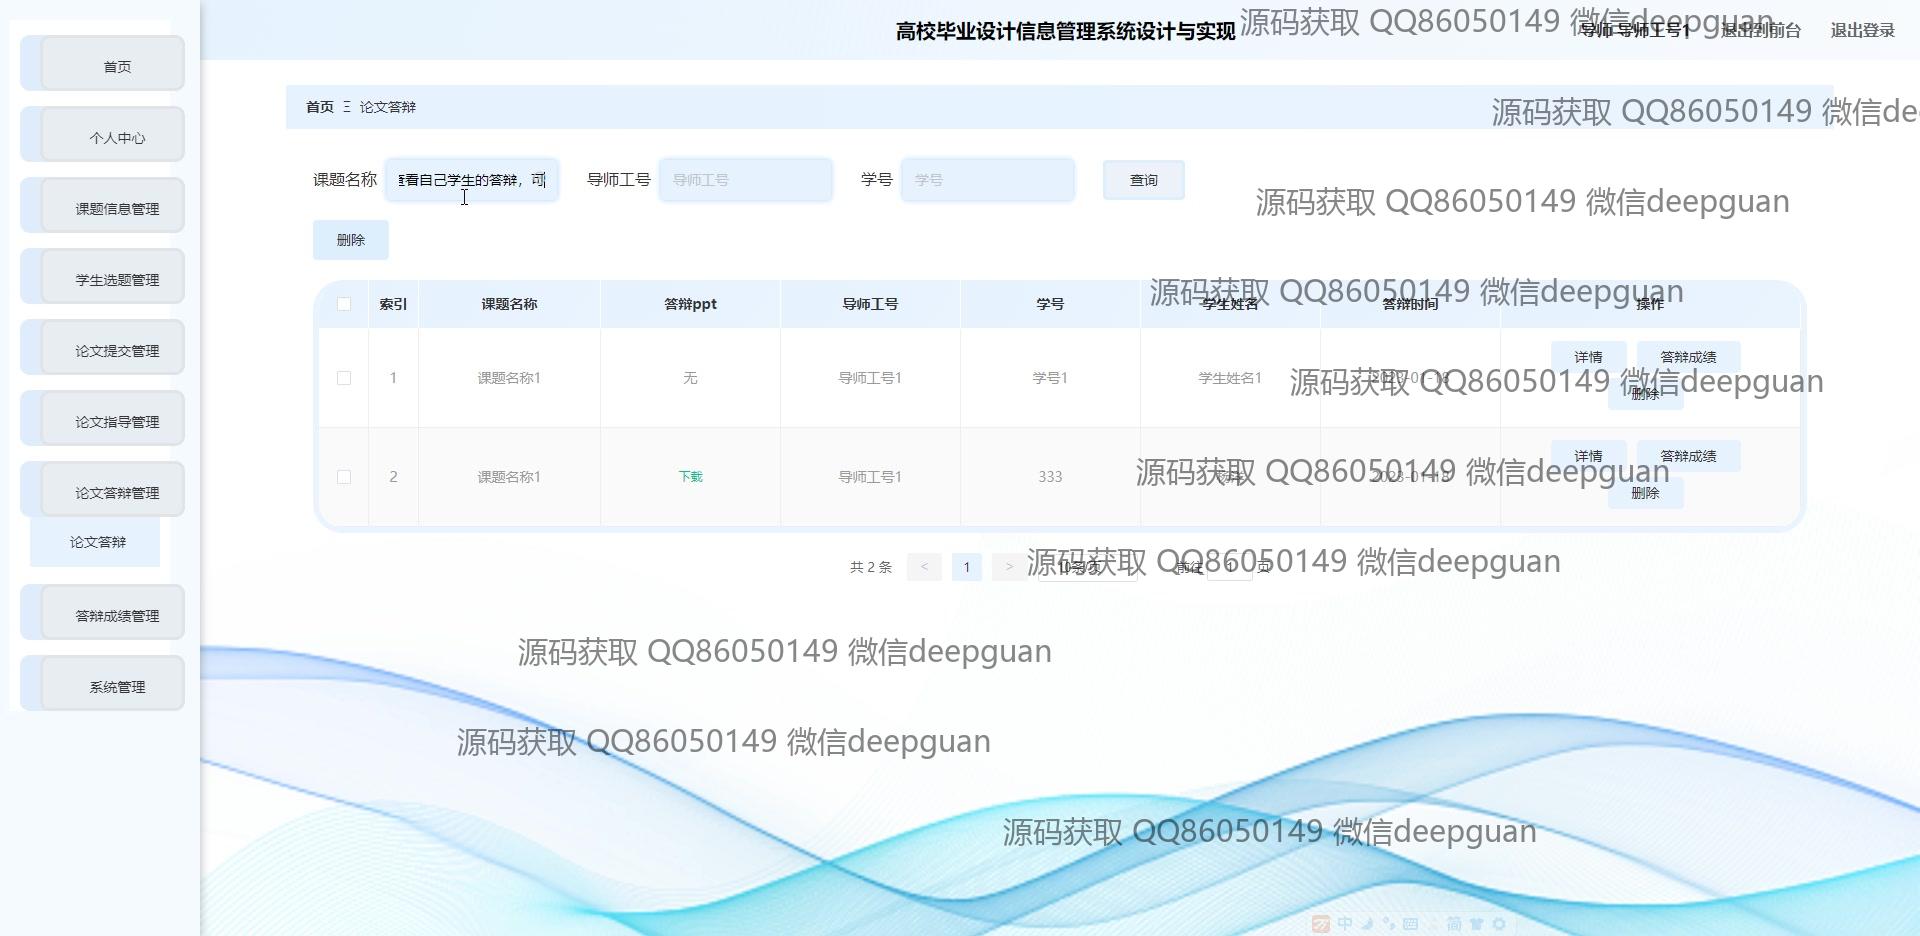 高校毕业设计信息管理系统设计与实现
源码获取 QQ86050149 微信deepguan
导师 导师工号1 退出到前台 退出登录
首页
个人中心
课题信息管理
学生选题管理
论文提交管理
论文指导管理
论文答辩管理
论文答辩
答辩成绩管理
系统管理
首页 Ξ 论文答辩
源码获取 QQ86050149 微信de
课题名称 查看自己学生的答辩，可 导师工号 导师工号 学号 学号 查询
源码获取 QQ86050149 微信deepguan
删除
索引 课题名称 答辩ppt 导师工号 学号 学生姓名 答辩时间 操作
源码获取 QQ86050149 微信deepguan
1 课题名称1 无 导师工号1 学号1 学生姓名1 2023-01-18 详情 答辩成绩 删除
源码获取 QQ86050149 微信deepguan
2 课题名称1 下载 导师工号1 333 2023-01-18 详情 答辩成绩 删除
源码获取 QQ86050149 微信deepguan
共 2 条 < 1 > 10条/页 前往 1 页
源码获取 QQ86050149 微信deepguan
源码获取 QQ86050149 微信deepguan
源码获取 QQ86050149 微信deepguan
源码获取 QQ86050149 微信deepguan
中 简